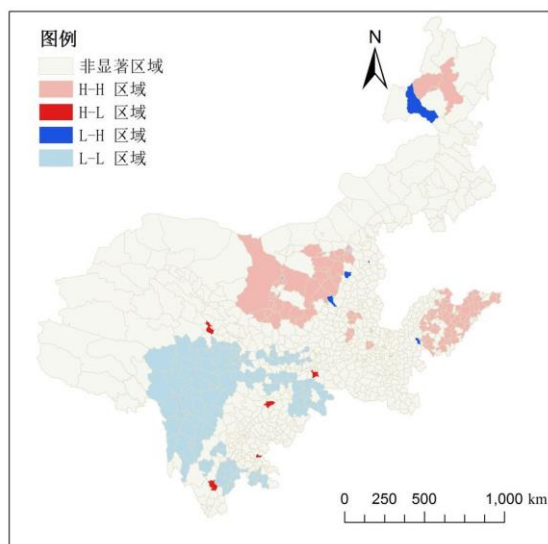 图例
N
非显著区域
H-H 区域
H-L 区域
L-H 区域
L-L 区域
0 250 500 1,000 km